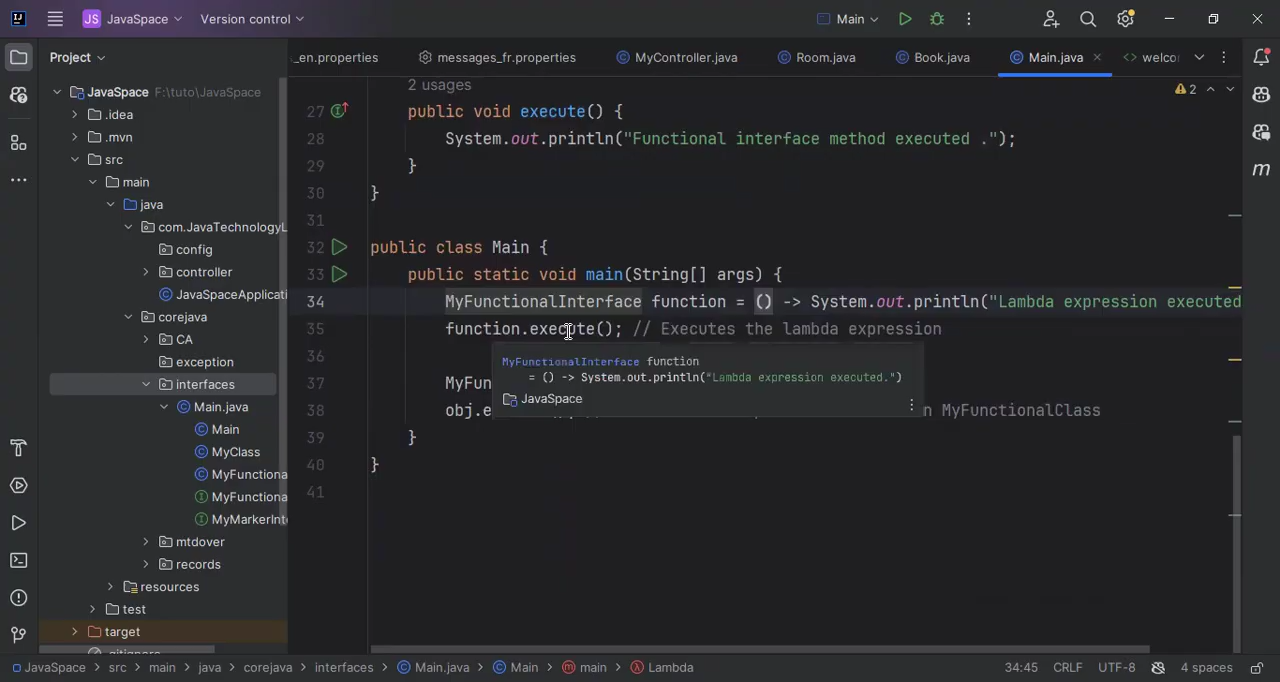 JS JavaSpace Version control Main
Project
_en.properties messages_fr.properties MyController.java Room.java Book.java Main.java welco
JavaSpace F:\tuto\JavaSpace
.idea
.mvn
src
main
java
com.JavaTechnologyL
config
controller
JavaSpaceApplicati
corejava
CA
exception
interfaces
Main.java
Main
MyClass
MyFunctiona
MyFunctiona
MyMarkerInt
mtdover
records
resources
test
target
.gitignore
2 usages
2
27 public void execute() {
28 System.out.println("Functional interface method executed .");
29 }
30 }
31
32 public class Main {
33 public static void main(String[] args) {
34 MyFunctionalInterface function = () -> System.out.println("Lambda expression executed
35 function.execute(); // Executes the lambda expression
36
MyFunctionalInterface function
= () -> System.out.println("Lambda expression executed.")
JavaSpace
37 MyFun
38 obj.e n MyFunctionalClass
39 }
40 }
41
m
JavaSpace > src > main > java > corejava > interfaces > Main.java > Main > main > Lambda 34:45 CRLF UTF-8 4 spaces